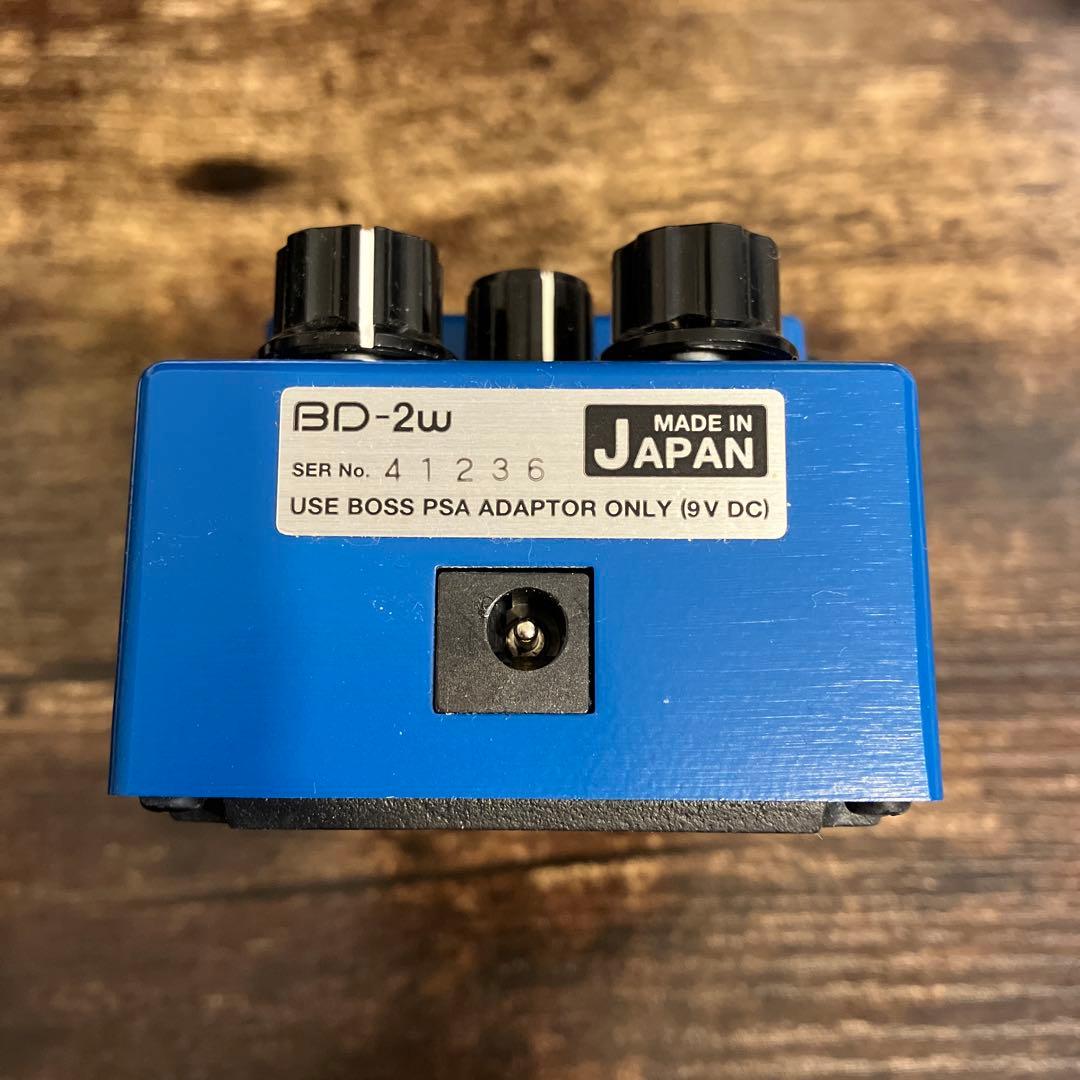 BD-2w
MADE IN
JAPAN
SER No. 41236
USE BOSS PSA ADAPTOR ONLY (9V DC)